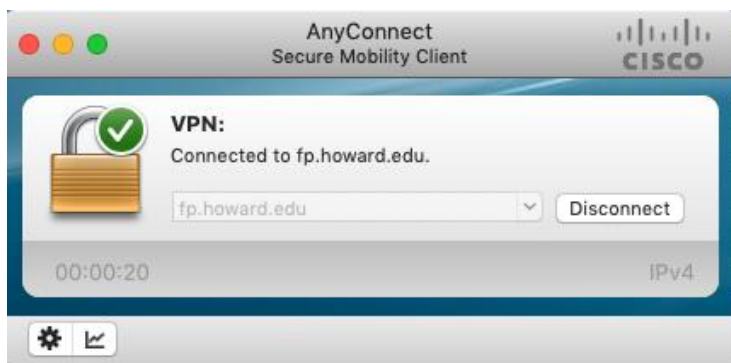 AnyConnect
Secure Mobility Client
CISCO
VPN:
Connected to fp.howard.edu.
fp.howard.edu
Disconnect
00:00:20
IPv4